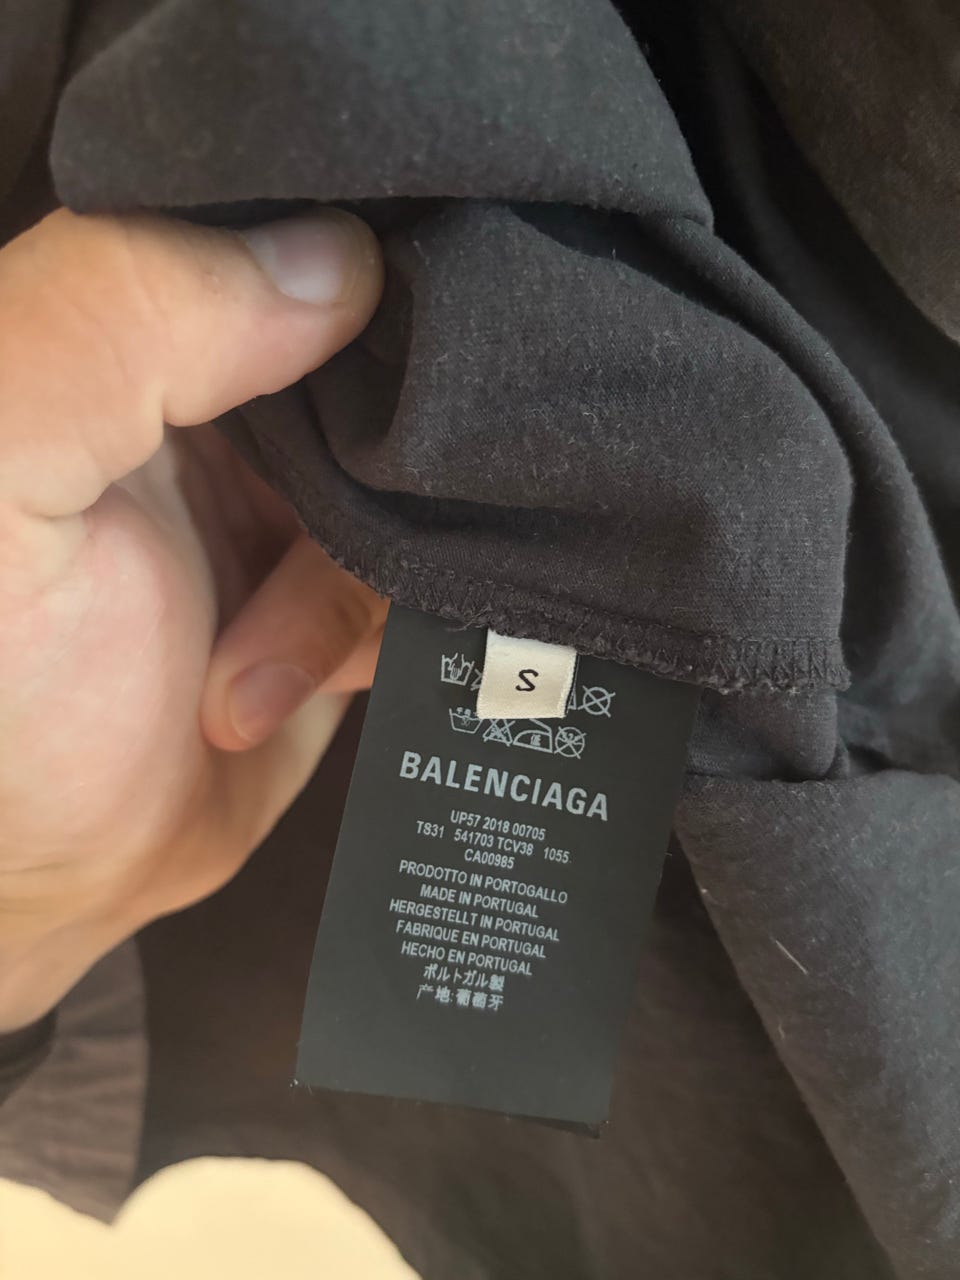 S
BALENCIAGA
UP57 2018 00705
TS31 541703 TCV38 1055
CA00985
PRODOTTO IN PORTOGALLO
MADE IN PORTUGAL
HERGESTELLT IN PORTUGAL
FABRIQUE EN PORTUGAL
HECHO EN PORTUGAL
ポルトガル製
产地:葡萄牙